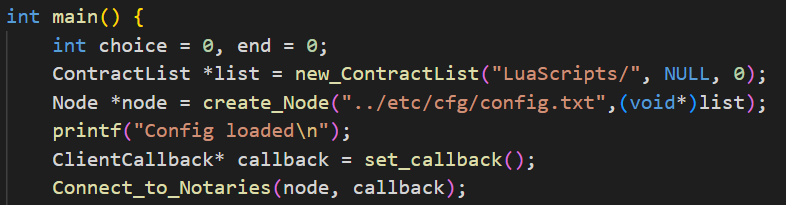 int main() {
    int choice = 0, end = 0;
    ContractList *list = new_ContractList("LuaScripts/", NULL, 0);
    Node *node = create_Node("../etc/cfg/config.txt",(void*)list);
    printf("Config loaded\n");
    ClientCallback* callback = set_callback();
    Connect_to_Notaries(node, callback);